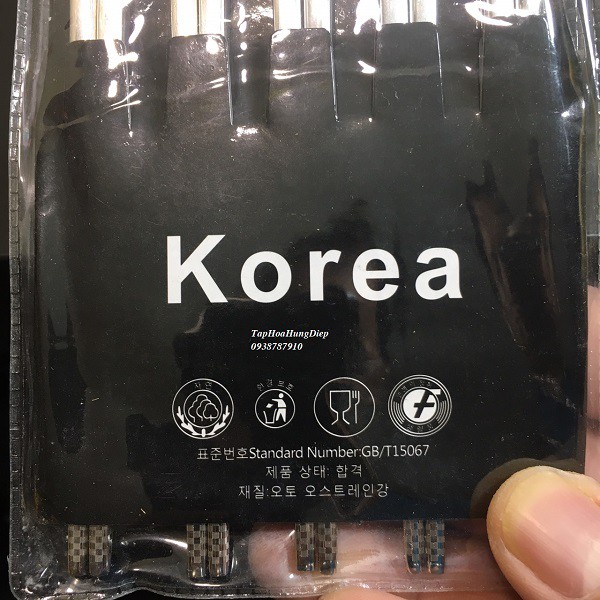 Korea
TapHoaHungDiep
0938787910
표준번호Standard Number:GB/T15067
제품 상태: 합격
재질:오토 오스트레인강